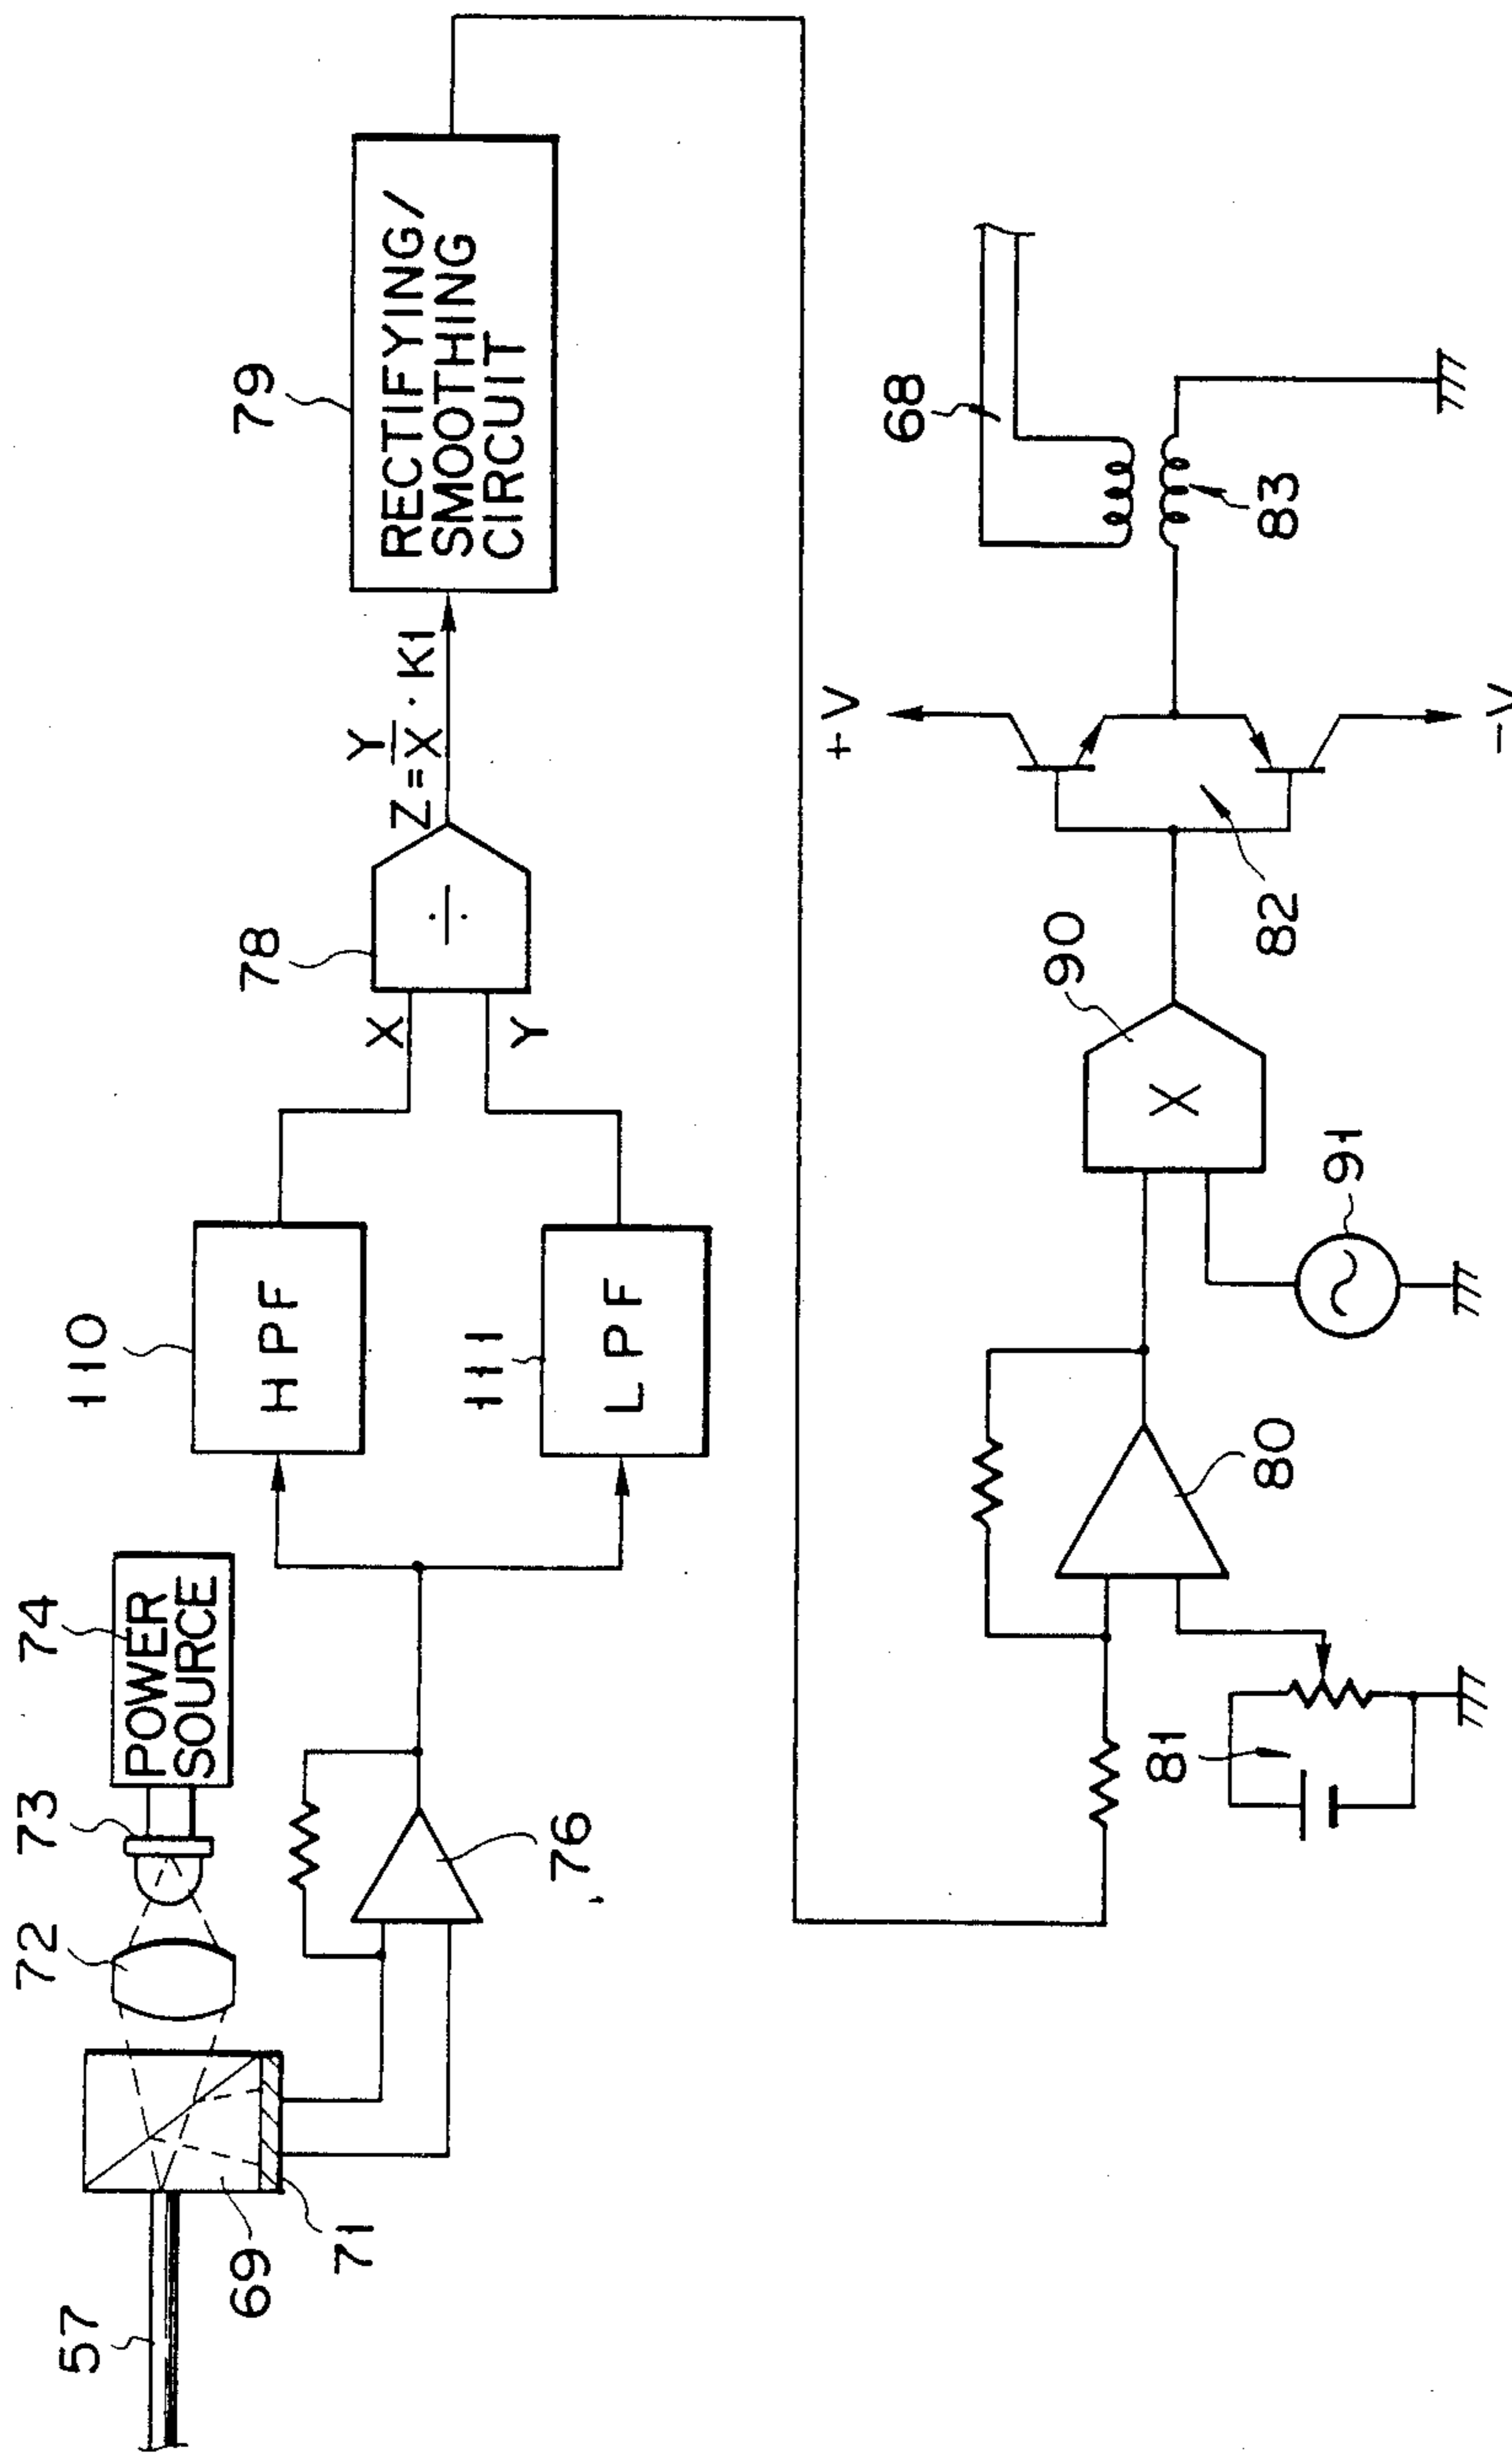 57
69
71
72
73
74
POWER
SOURCE
76
110
HPF
111
LPF
X
Y
78
÷
Z = Y/X · K1
79
RECTIFYING/
SMOOTHING
CIRCUIT
81
80
91
90
X
82
+V
-V
83
68